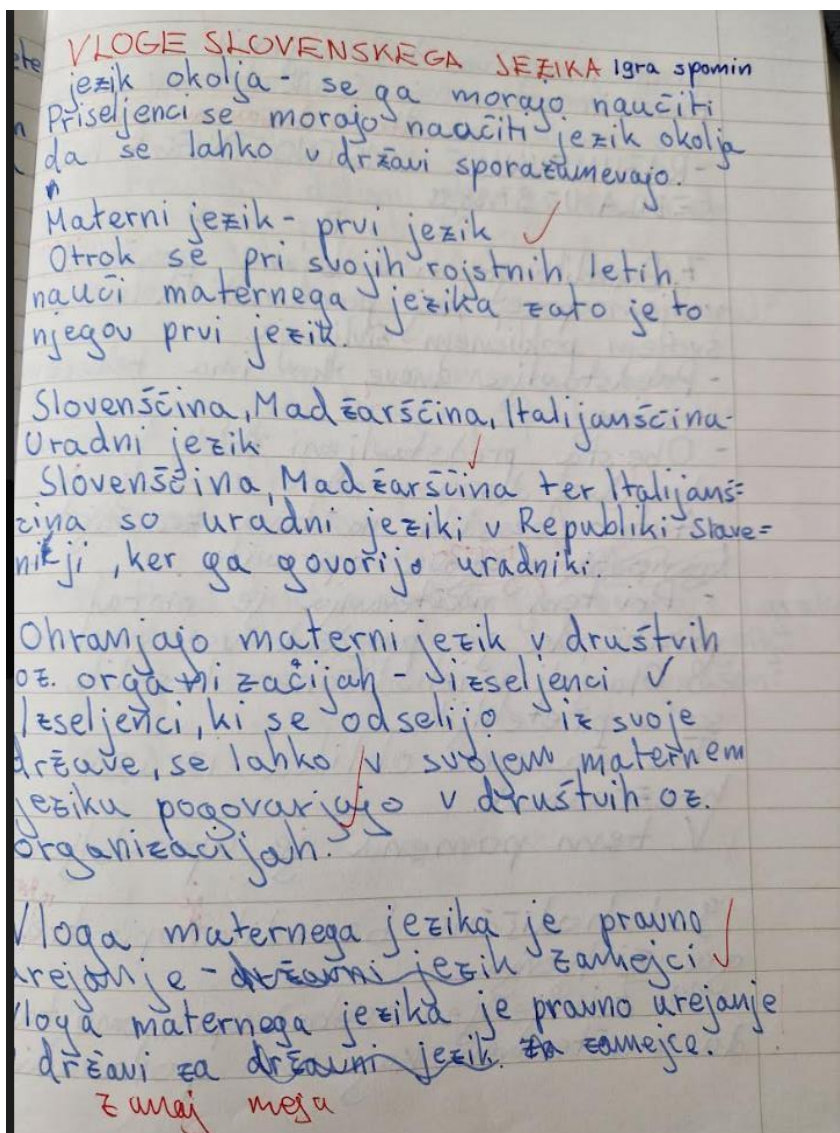 VLOGE SLOVENSKEGA JEZIKA Igra spomin
jezik okolja - se ga morajo naučiti
Priseljenci se morajo naačiti jezik okolja
da se lahko v državi sporazumevajo.
Materni jezik - prvi jezik
Otrok se pri svojih rojstnih letih
nauči maternega jezika zato je to
njegov prvi jezik.
Slovenščina, Madžarščina, Italijanščina-
Uradni jezik
Slovenščina, Madžarščina ter Italijanš=
čina so uradni jeziki v Republiki Slove=
niji, ker ga govorijo uradniki.
Ohranjajo materni jezik v društvih
oz. organizacijah - izseljenci
Izseljenci, ki se odselijo iz svoje
države, se lahko v svojem maternem
jeziku pogovarjajo v društvih oz.
organizacijah.
Vloga maternega jezika je pravno
urejanje - državni jezik zamejci
Vloga maternega jezika je pravno urejanje
državi za državni jezik. za zamejce.
zunaj meja